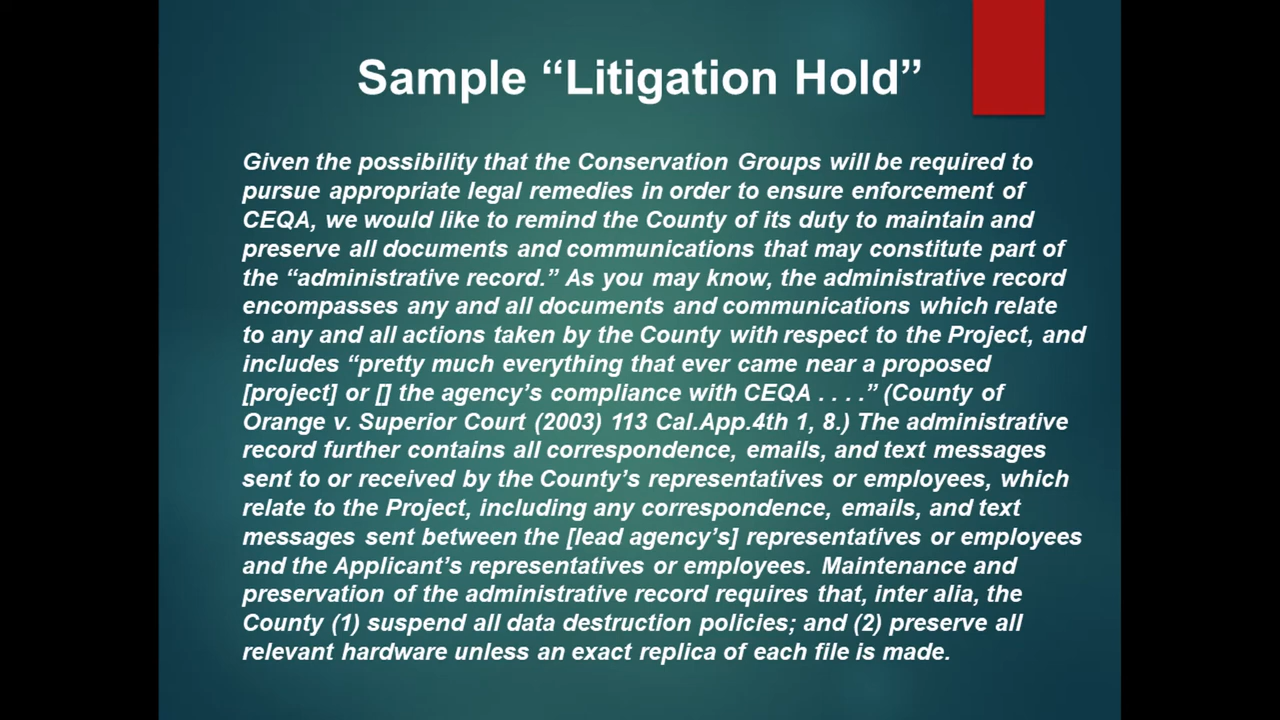 Sample “Litigation Hold”
Given the possibility that the Conservation Groups will be required to
pursue appropriate legal remedies in order to ensure enforcement of
CEQA, we would like to remind the County of its duty to maintain and
preserve all documents and communications that may constitute part of
the “administrative record.” As you may know, the administrative record
encompasses any and all documents and communications which relate
to any and all actions taken by the County with respect to the Project, and
includes “pretty much everything that ever came near a proposed
[project] or [] the agency’s compliance with CEQA . . . .” (County of
Orange v. Superior Court (2003) 113 Cal.App.4th 1, 8.) The administrative
record further contains all correspondence, emails, and text messages
sent to or received by the County’s representatives or employees, which
relate to the Project, including any correspondence, emails, and text
messages sent between the [lead agency’s] representatives or employees
and the Applicant’s representatives or employees. Maintenance and
preservation of the administrative record requires that, inter alia, the
County (1) suspend all data destruction policies; and (2) preserve all
relevant hardware unless an exact replica of each file is made.